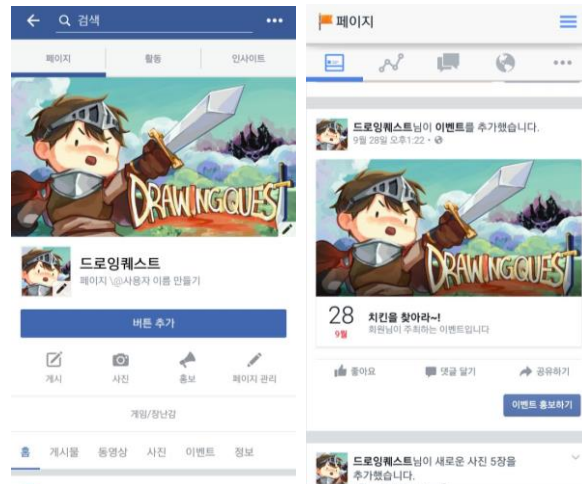 검색
페이지 활동 인사이트
DRAWINGQUEST
드로잉퀘스트
페이지 \@사용자 이름 만들기
버튼 추가
게시 사진 홍보 페이지 관리
게임/장난감
홈 게시물 동영상 사진 이벤트 정보
페이지
드로잉퀘스트님이 이벤트를 추가했습니다.
9월 28일 오후1:22
DRAWINGQUEST
28 치킨을 찾아라~!
9월 회원님이 주최하는 이벤트입니다
좋아요 댓글 달기 공유하기
이벤트 홍보하기
드로잉퀘스트님이 새로운 사진 5장을
추가했습니다.